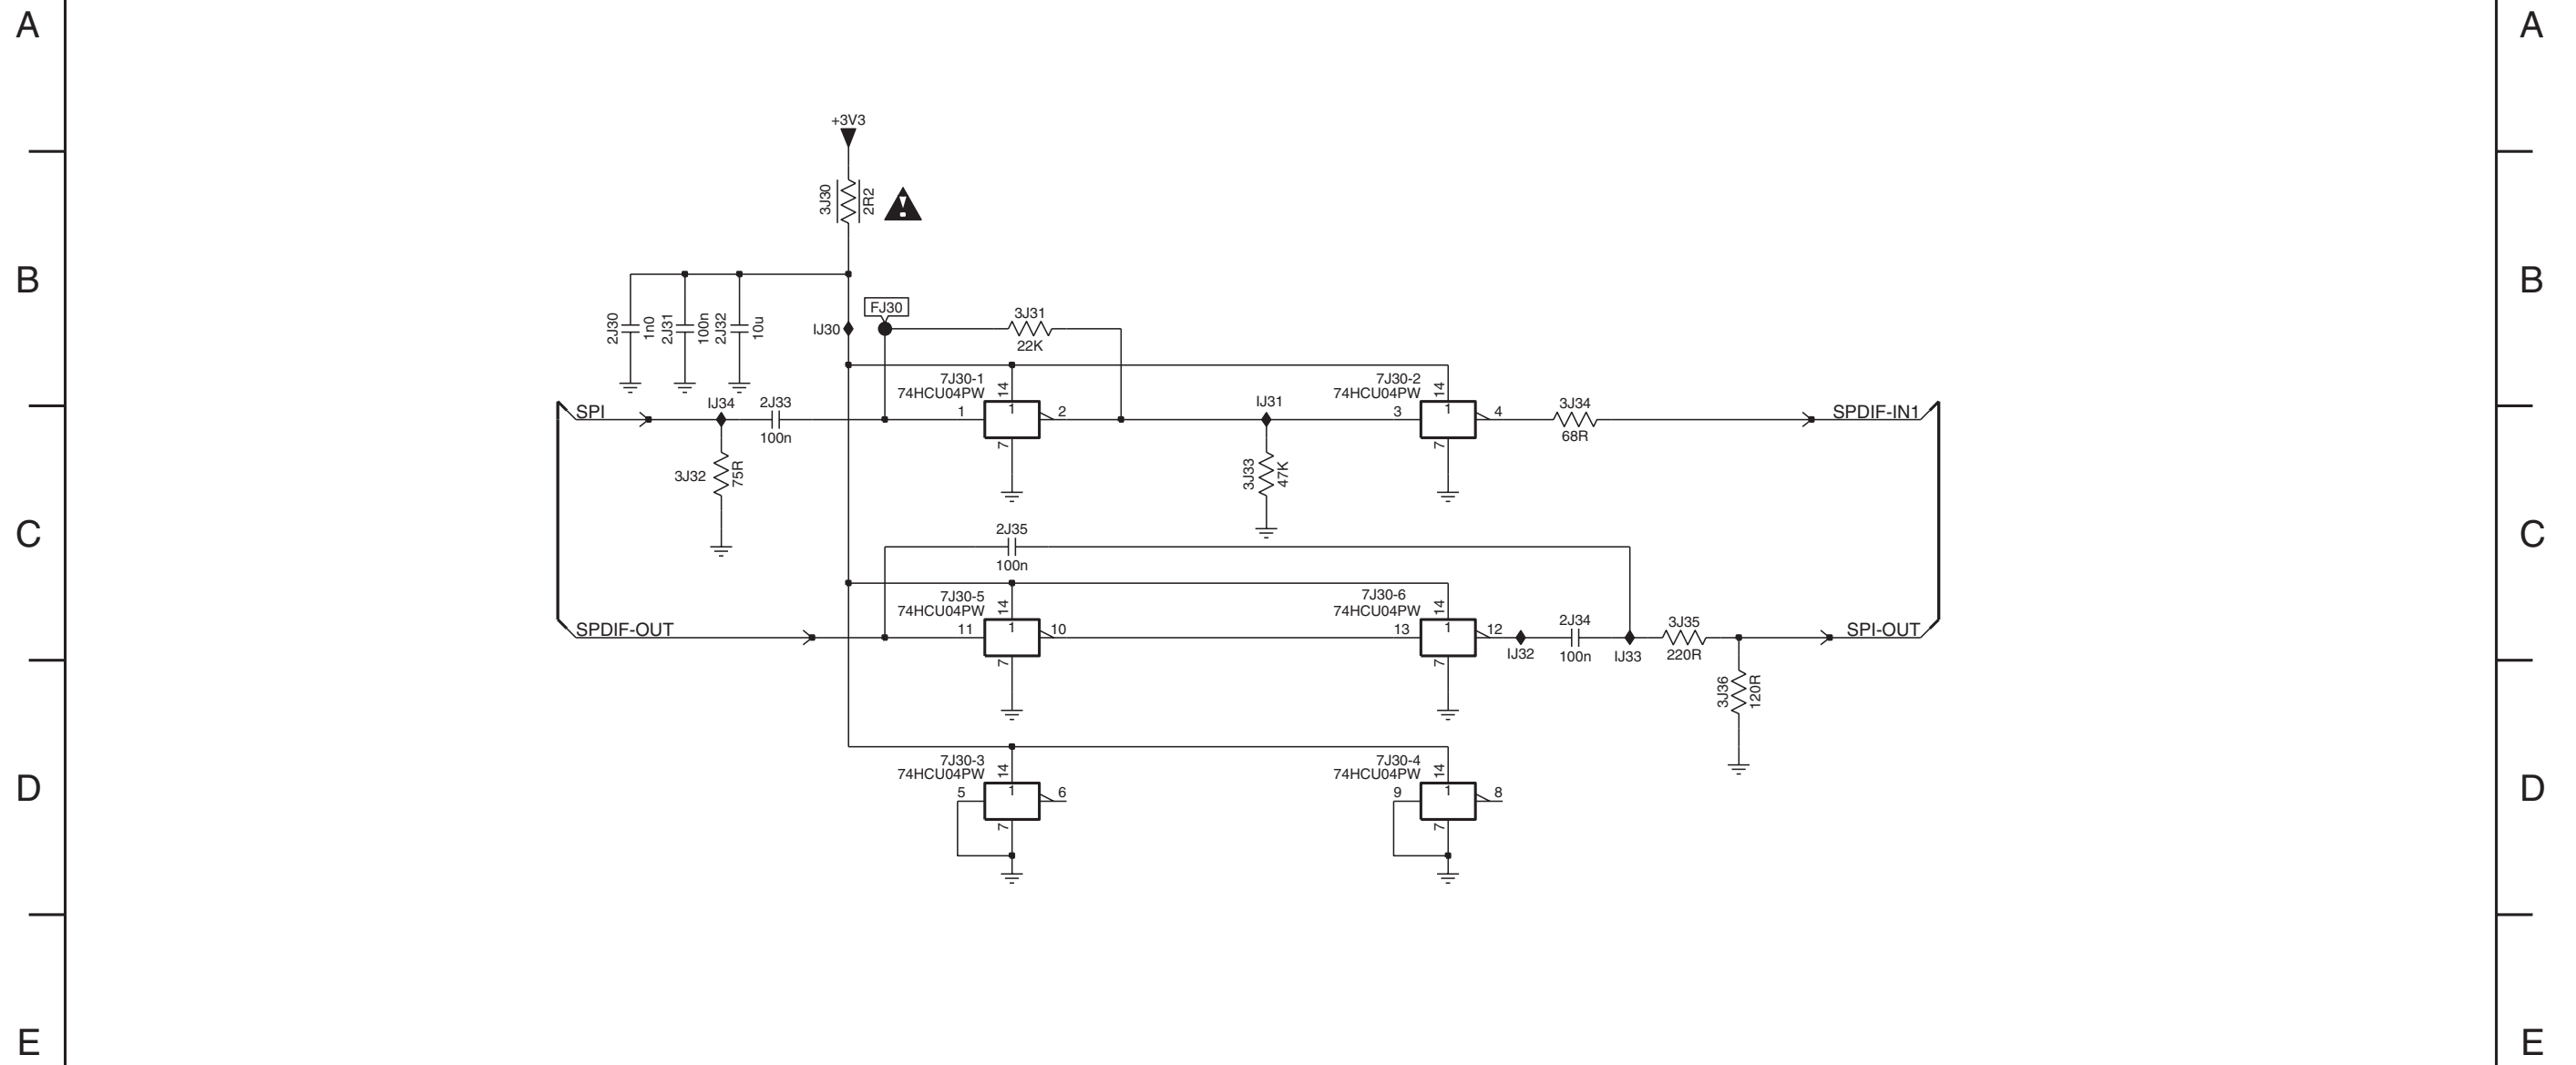 A
A
+3V3
3J30
2R2
B
B
2J30
1n0
2J31
100n
2J32
10u
IJ30
FJ30
3J31
22K
7J30-1
74HCU04PW
14
7J30-2
74HCU04PW
14
SPI
IJ34
2J33
100n
1
1
2
7
IJ31
3
1
4
7
3J34
68R
SPDIF-IN1
3J32
75R
3J33
47K
C
C
2J35
100n
7J30-5
74HCU04PW
14
7J30-6
74HCU04PW
14
SPDIF-OUT
11
1
10
7
13
1
12
7
IJ32
2J34
100n
IJ33
3J35
220R
SPI-OUT
3J36
120R
7J30-3
74HCU04PW
14
7J30-4
74HCU04PW
14
D
D
5
1
6
7
9
1
8
7
E
E